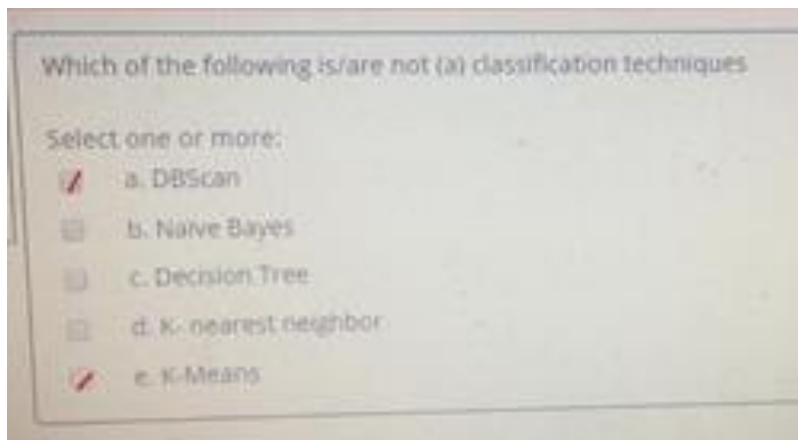 Which of the following is/are not (a) classification techniques
Select one or more:
a. DBScan
b. Naive Bayes
c. Decision Tree
d. K- nearest neighbor
e. K-Means